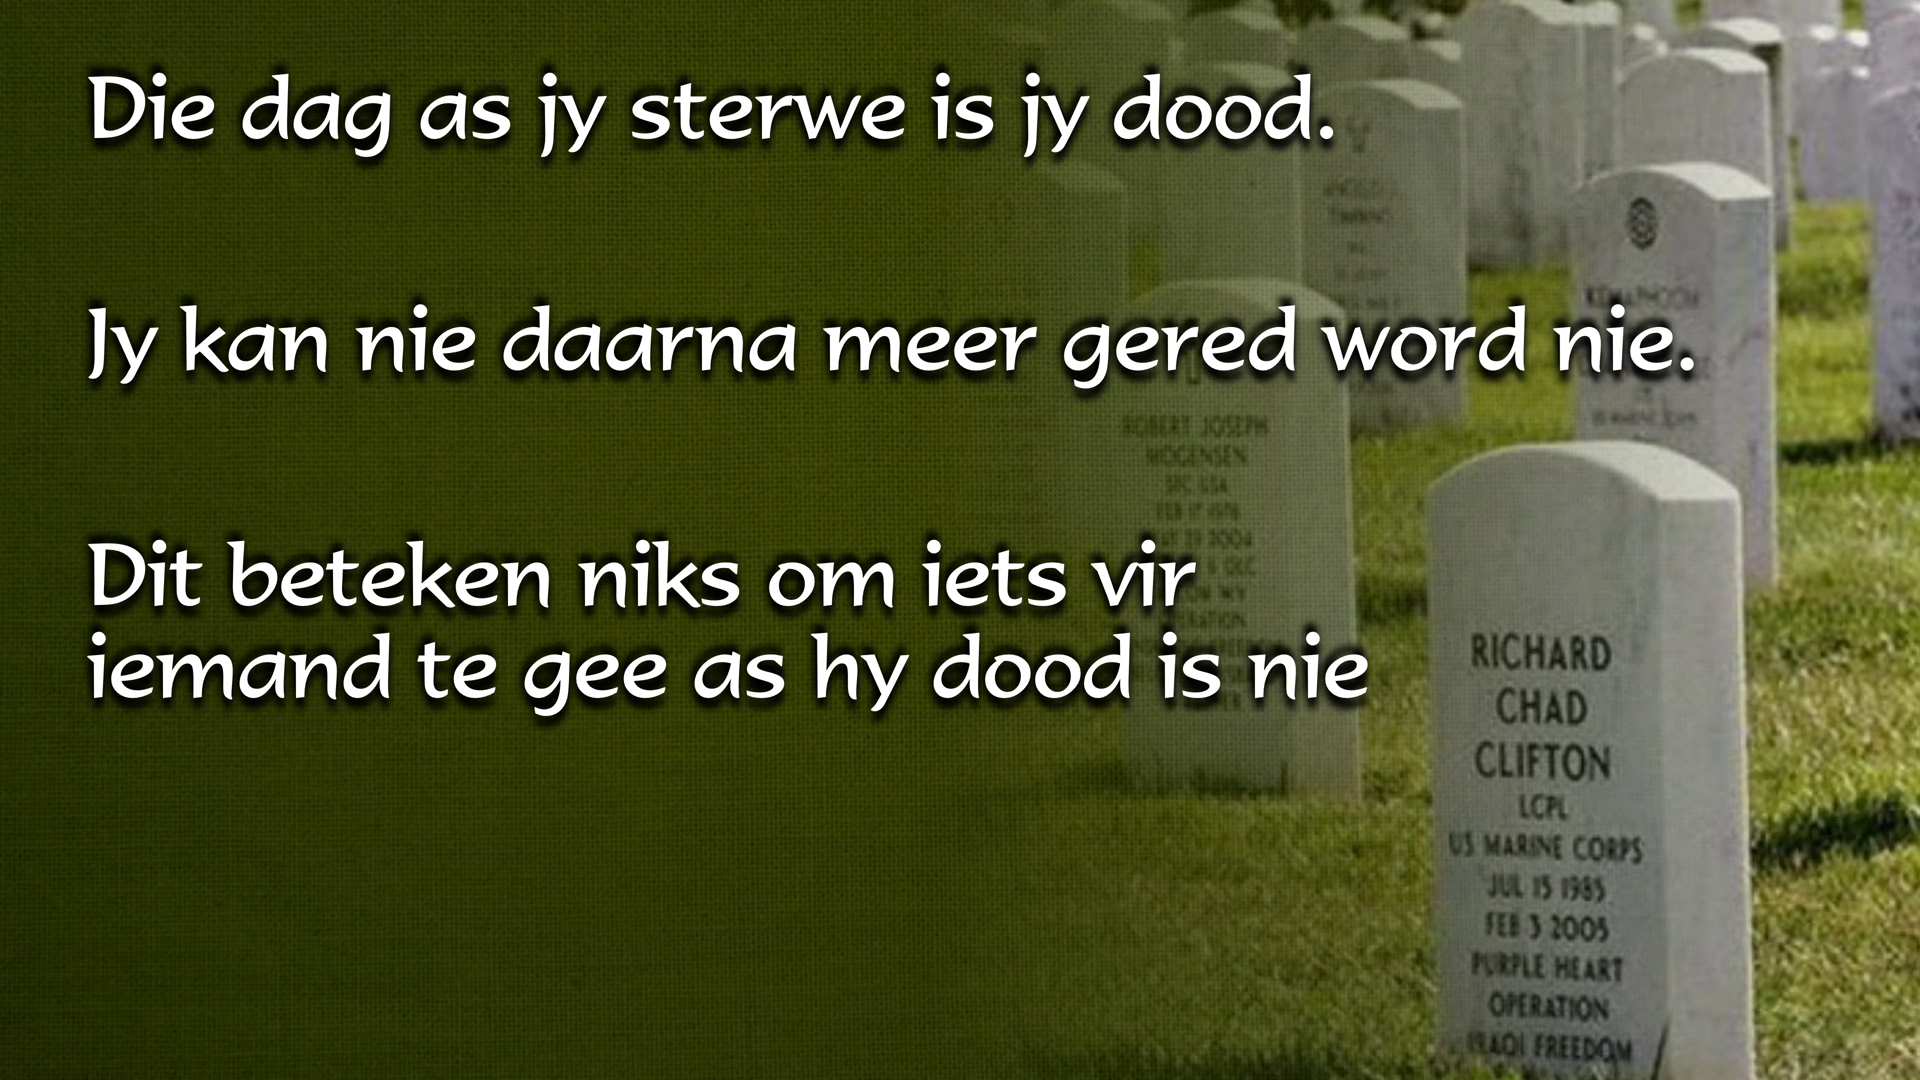 Die dag as jy sterwe is jy dood.
Jy kan nie daarna meer gered word nie.
Dit beteken niks om iets vir
iemand te gee as hy dood is nie
ROBERT JOSEPH
MOGENSEN
RICHARD
CHAD
CLIFTON
LCPL
US MARINE CORPS
JUL 15 1985
FEB 3 2005
PURPLE HEART
OPERATION
IRAQI FREEDOM